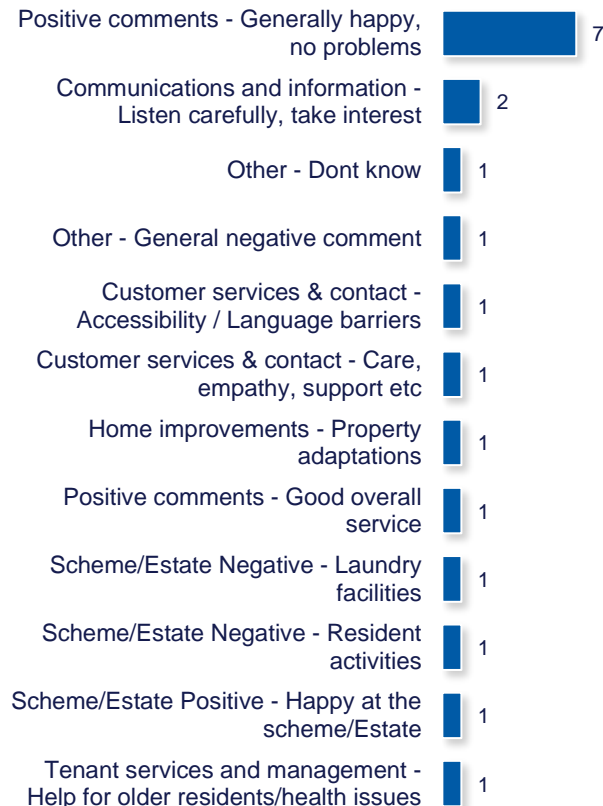 Positive comments - Generally happy,
no problems
7
Communications and information -
Listen carefully, take interest
2
Other - Dont know
1
Other - General negative comment
1
Customer services & contact -
Accessibility / Language barriers
1
Customer services & contact - Care,
empathy, support etc
1
Home improvements - Property
adaptations
1
Positive comments - Good overall
service
1
Scheme/Estate Negative - Laundry
facilities
1
Scheme/Estate Negative - Resident
activities
1
Scheme/Estate Positive - Happy at the
scheme/Estate
1
Tenant services and management -
Help for older residents/health issues
1